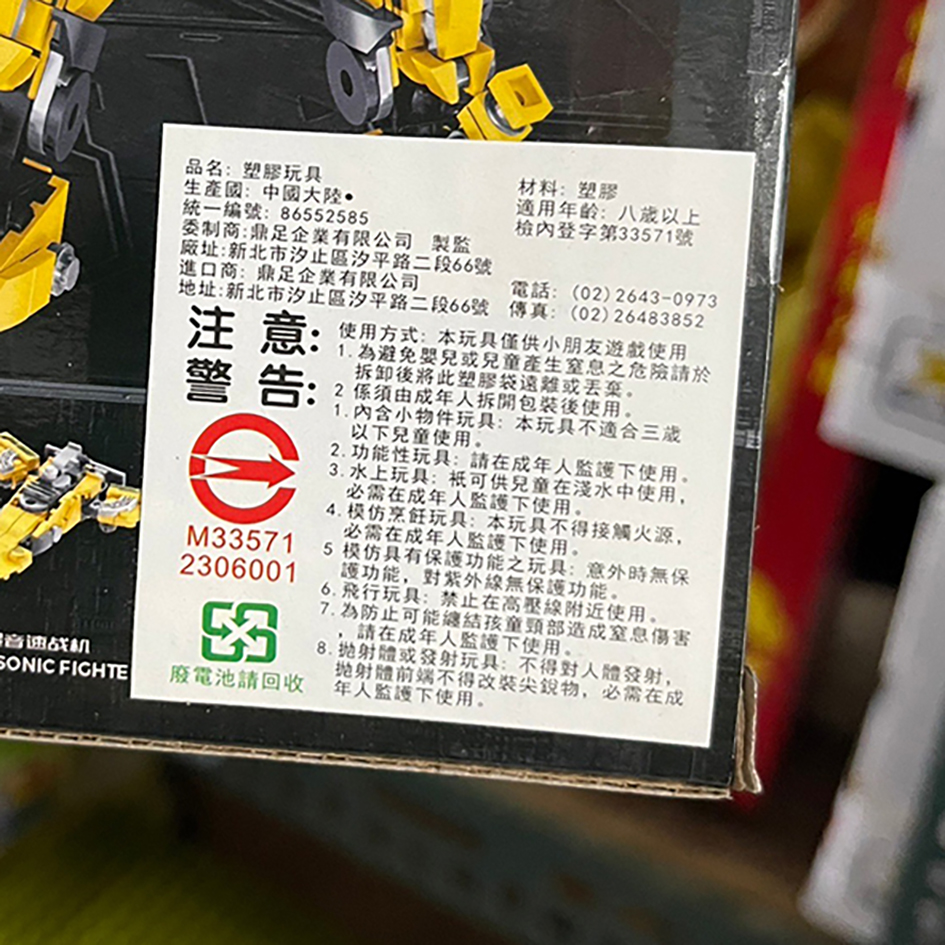 品名: 塑膠玩具
生產國: 中國大陸•
統一編號: 86552585
委制商:鼎足企業有限公司 製監
廠址:新北市汐止區汐平路二段66號
進口商: 鼎足企業有限公司
地址:新北市汐止區汐平路二段66號
材料: 塑膠
適用年齡: 八歲以上
檢內登字第33571號
電話: (02)2643-0973
傳真: (02)26483852
注 意:
使用方式: 本玩具僅供小朋友遊戲使用
1.為避免嬰兒或兒童產生窒息之危險請於
拆卸後將此塑膠袋遠離或丟棄。
2 係須由成年人拆開包裝後使用。
警 告:
1.內含小物件玩具: 本玩具不適合三歲
以下兒童使用。
2.功能性玩具: 請在成年人監護下使用。
3.水上玩具: 衹可供兒童在淺水中使用,
必需在成年人監護下使用。
4.模仿烹飪玩具: 本玩具不得接觸火源,
必需在成年人監護下使用。
5 模仿具有保護功能之玩具: 意外時無保
護功能, 對紫外線無保護功能。
6.飛行玩具: 禁止在高壓線附近使用。
7.為防止可能纏結孩童頸部造成窒息傷害
,請在成年人監護下使用。
8.拋射體或發射玩具: 不得對人體發射,
拋射體前端不得改裝尖銳物, 必需在成
年人監護下使用。
M33571
2306001
廢電池請回收
音速战机
SONIC FIGHTE